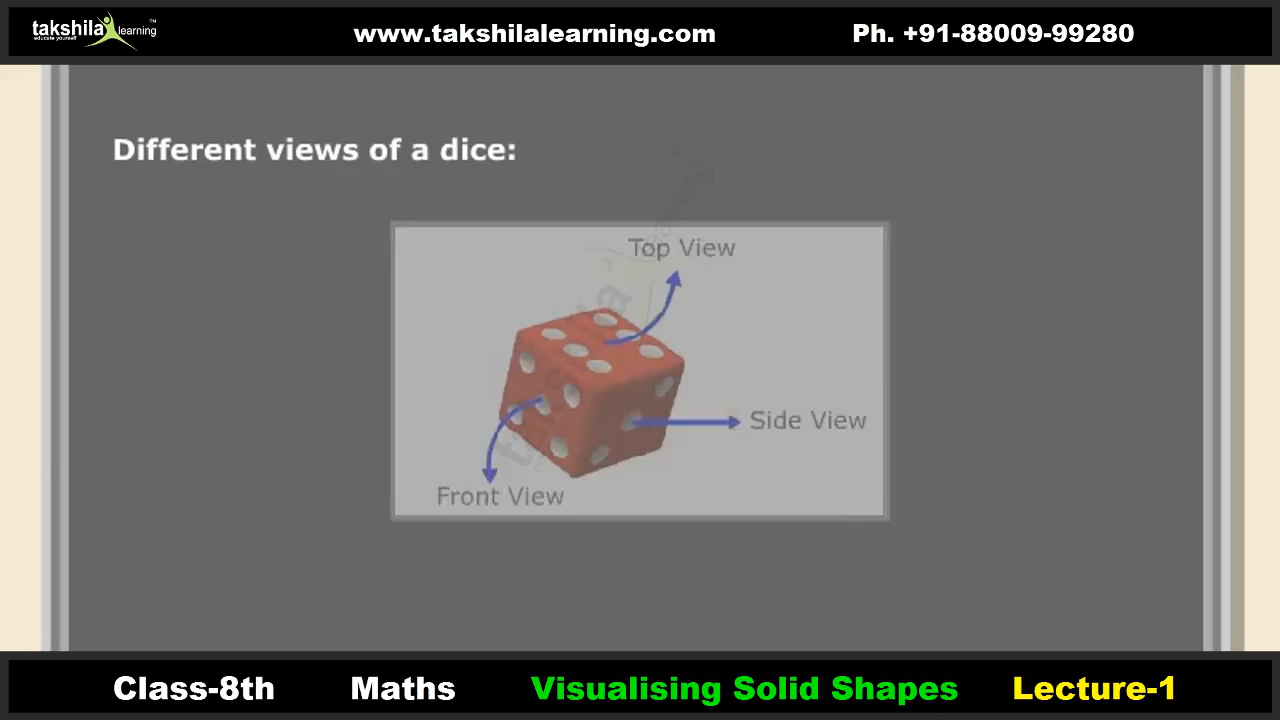 takshila learning TM
educate yourself
www.takshilalearning.com
Ph. +91-88009-99280
Different views of a dice:
Top View
Side View
Front View
Class-8th Maths Visualising Solid Shapes Lecture-1